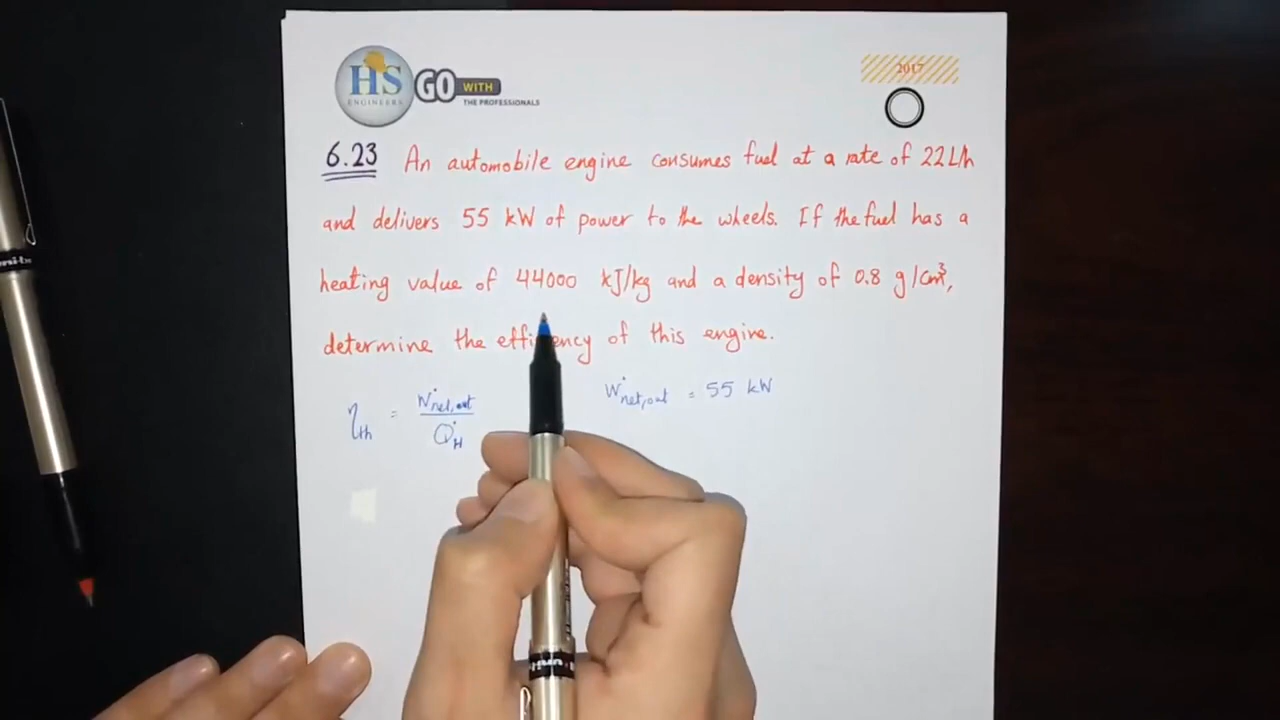 HS
ENGINEERS
GO WITH
THE PROFESSIONALS
2017
6.23 An automobile engine consumes fuel at a rate of 22 L/h
and delivers 55 kW of power to the wheels. If the fuel has a
heating value of 44000 kJ/kg and a density of 0.8 g/cm³,
determine the efficiency of this engine.
ηth = Ẇnet,out / Q̇H
Ẇnet,out = 55 kW